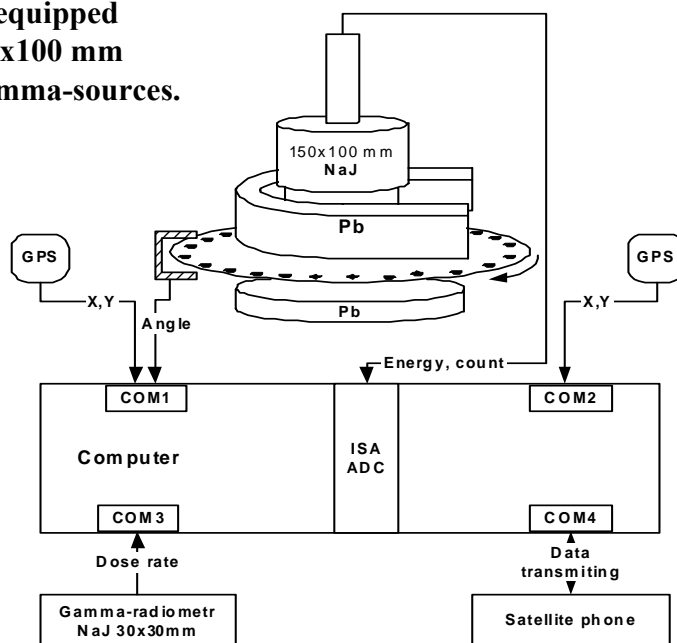 equipped
x100 mm
mma-sources.
150x100 mm
NaJ
Pb
GPS
GPS
X,Y
X,Y
Angle
Pb
Energy, count
COM1
COM2
Computer
ISA
ADC
COM3
COM4
Dose rate
Data
transmiting
Gamma-radiometr
NaJ 30x30mm
Satellite phone